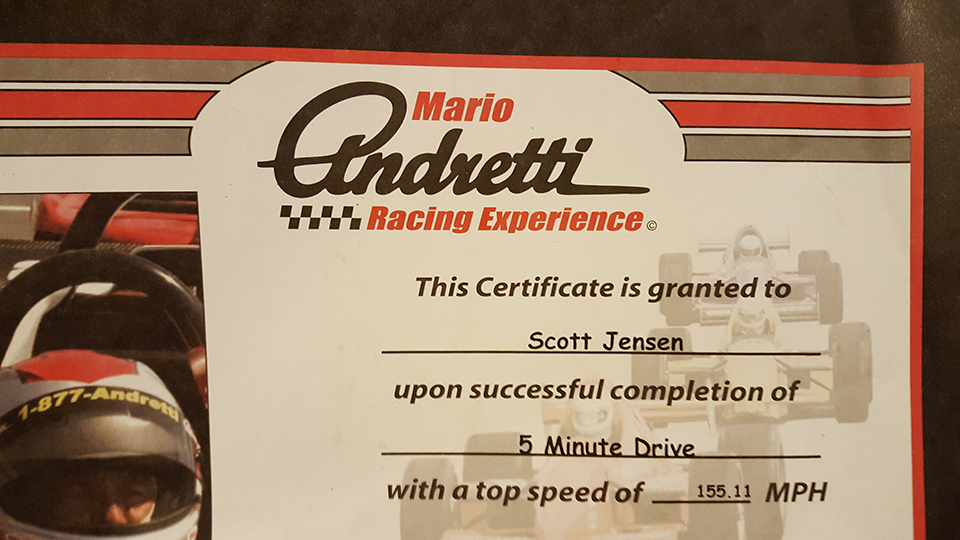 Mario
Andretti
Racing Experience ©
This Certificate is granted to
Scott Jensen
upon successful completion of
5 Minute Drive
with a top speed of 155.11 MPH
1-877-Andretti